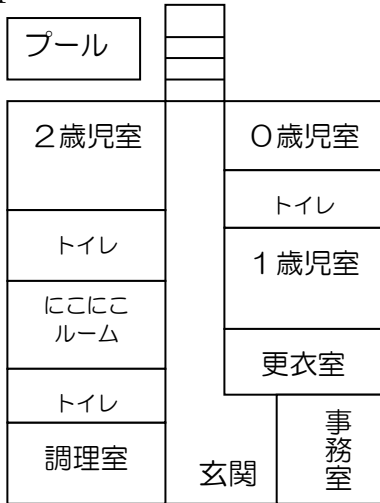 プール
２歳児室
０歳児室
トイレ
トイレ
１歳児室
にこにこ
ルーム
更衣室
トイレ
調理室
玄関
事務室